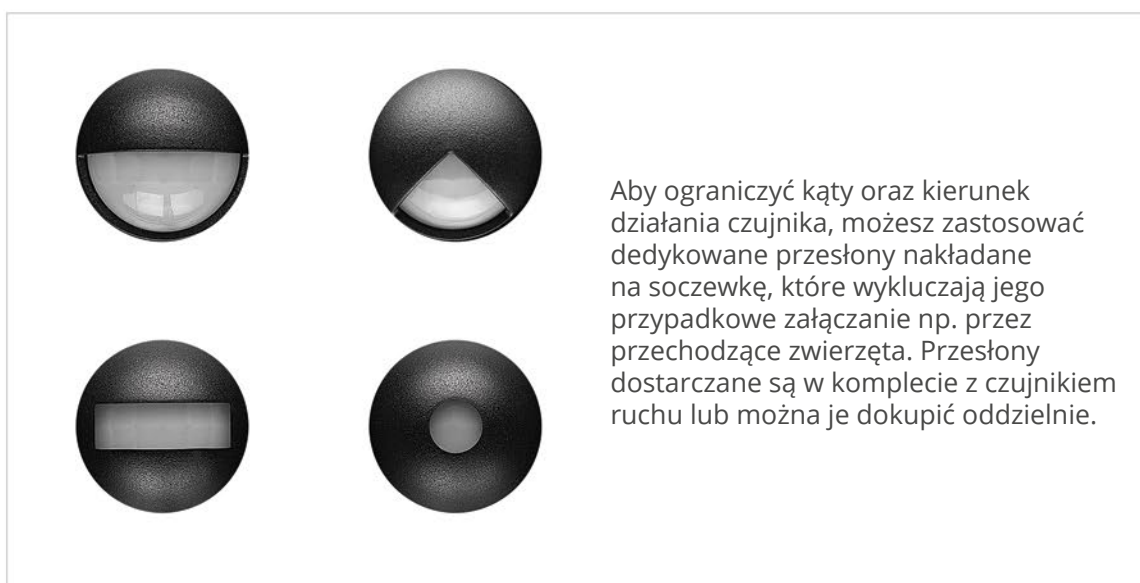 Aby ograniczyć kąty oraz kierunek
działania czujnika, możesz zastosować
dedykowane przesłony nakładane
na soczewkę, które wykluczają jego
przypadkowe załączanie np. przez
przechodzące zwierzęta. Przesłony
dostarczane są w komplecie z czujnikiem
ruchu lub można je dokupić oddzielnie.